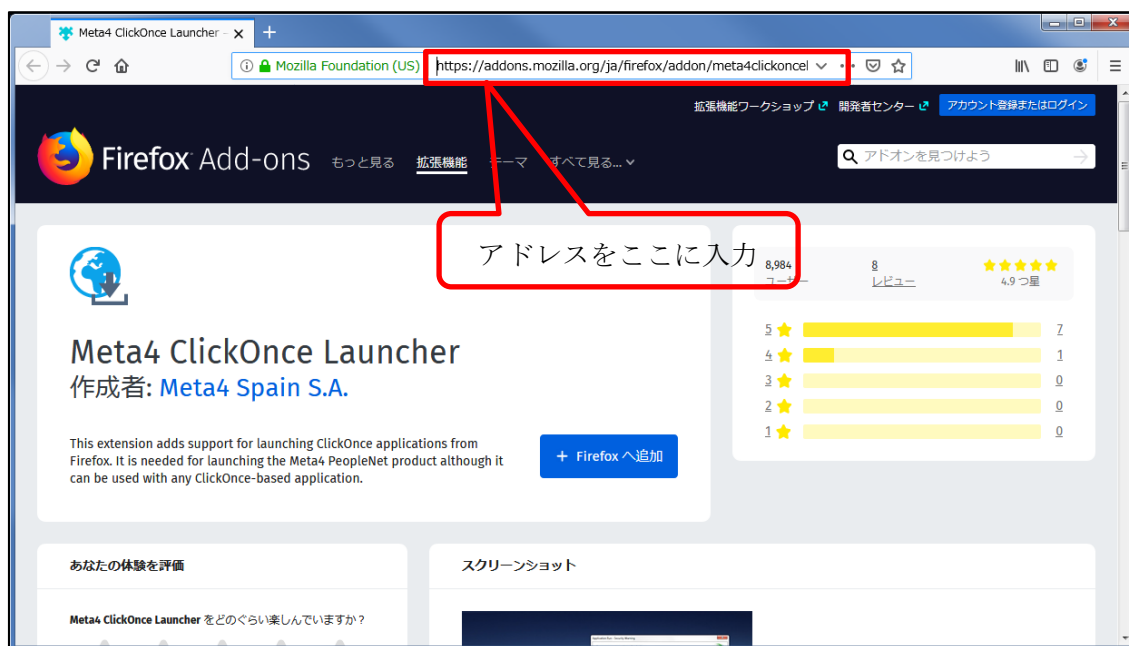 Meta4 ClickOnce Launcher -
Mozilla Foundation (US)
https://addons.mozilla.org/ja/firefox/addon/meta4clickoncel
拡張機能ワークショップ 開発者センター アカウント登録またはログイン
Firefox Add-ons もっと見る 拡張機能 テーマ すべて見る...
アドオンを見つけよう
アドレスをここに入力
8,984 8
ユーザー レビュー 4.9 つ星
Meta4 ClickOnce Launcher
作成者: Meta4 Spain S.A.
This extension adds support for launching ClickOnce applications from
Firefox. It is needed for launching the Meta4 PeopleNet product although it
can be used with any ClickOnce-based application.
+ Firefox へ追加
5 7
4 1
3 0
2 0
1 0
あなたの体験を評価
Meta4 ClickOnce Launcher をどのぐらい楽しんでいますか？
スクリーンショット